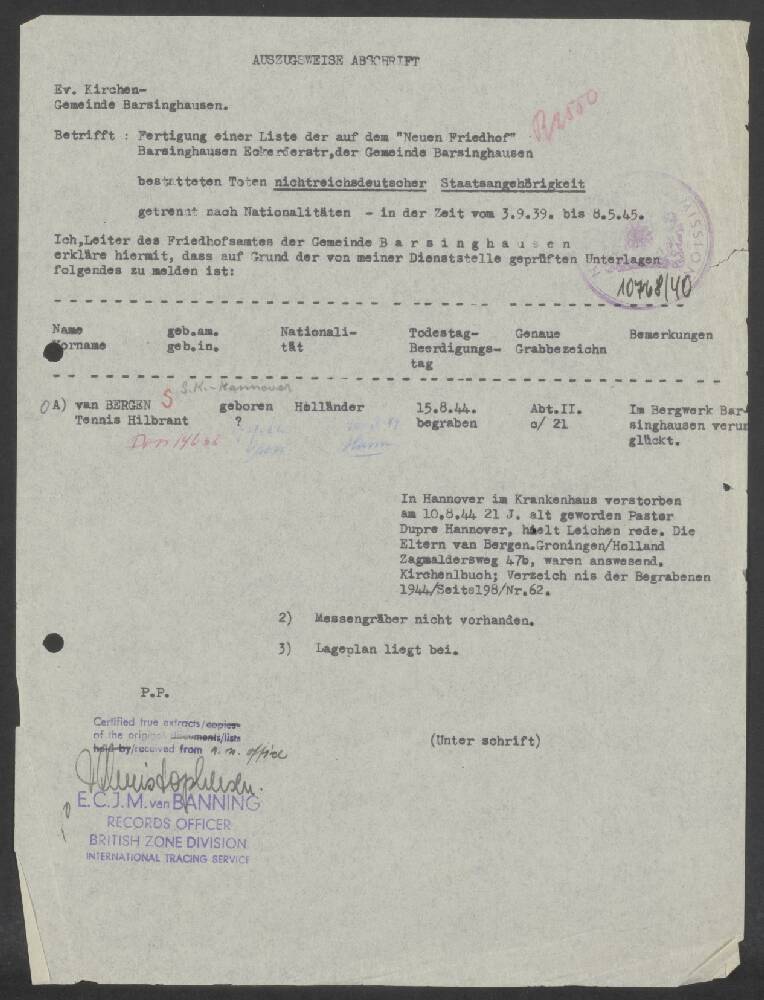 AUSZUGSWEISE ABSCHRIFT
Ev. Kirchen-
Gemeinde Barsinghausen.
Betrifft : Fertigung einer Liste der auf dem "Neuen Friedhof"
Barsinghausen Eckerderstr,der Gemeinde Barsinghausen
bestatteten Toten nichtreichsdeutscher Staatsangehörigkeit
getrennt nach Nationalitäten - in der Zeit vom 3.9.39. bis 8.5.45.
Ich,Leiter des Friedhofsamtes der Gemeinde B a r s i n g h a u s e n
erkläre hiermit, dass auf Grund der von meiner Dienststelle geprüften Unterlagen
folgendes zu melden ist:
10768/40
Name geb.am. Nationali- Todestag- Genaue Bemerkungen
Vorname geb.in. tät Beerdigungs- Grabbezeichn
tag
S.K.-Hannover
A) van BERGEN S geboren Holländer 15.8.44. Abt.II. Im Bergwerk Bar-
Tennis Hilbrant ? begraben c/ 21 singhausen verun
glückt.
In Hannover im Krankenhaus verstorben
am 10.8.44 21 J. alt geworden Pastor
Dupre Hannover, hielt Leichen rede. Die
Eltern van Bergen.Groningen/Holland
Zagmaldersweg 47b, waren answesend.
Kirchenlbuch; Verzeich nis der Begrabenen
1944/Seite198/Nr.62.
2) Massengräber nicht vorhanden.
3) Lageplan liegt bei.
P.P.
Certified true extracts/copies
of the original documents/lists
held by/received from a. n. office
(Unter schrift)
E.C.J.M. van BANNING
RECORDS OFFICER
BRITISH ZONE DIVISION
INTERNATIONAL TRACING SERVICE